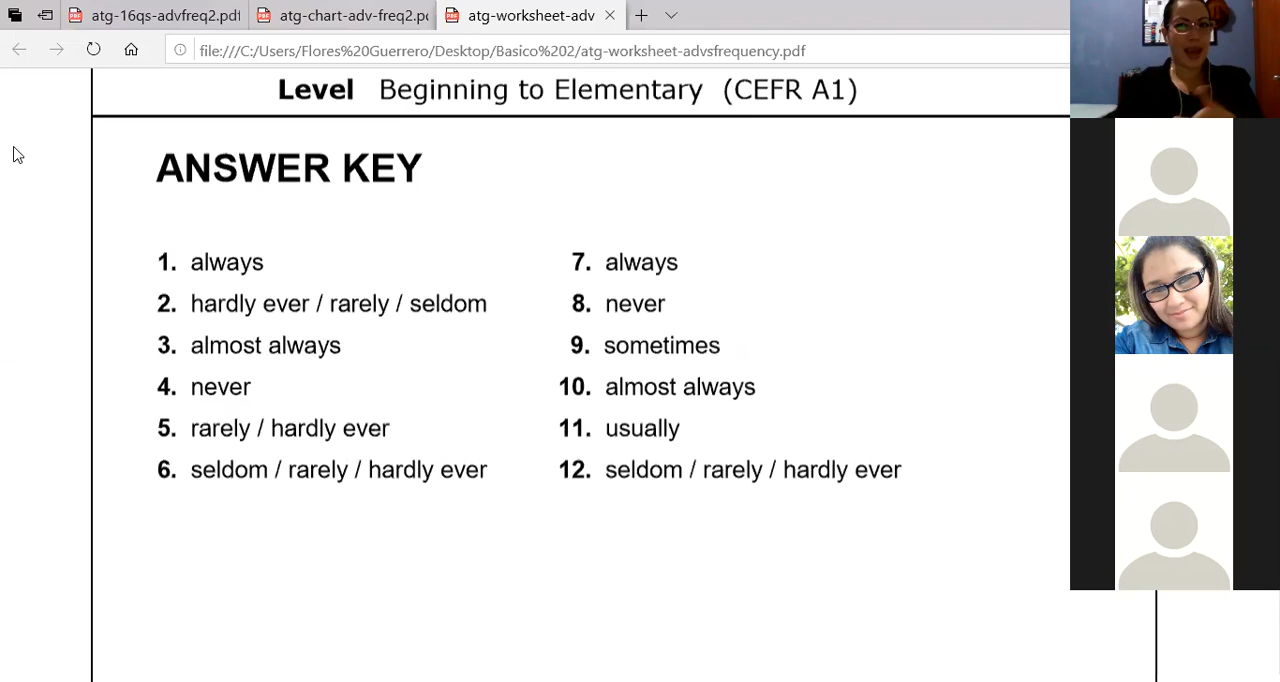 atg-16qs-advfreq2.pdf
atg-chart-adv-freq2.pd
atg-worksheet-adv
file:///C:/Users/Flores%20Guerrero/Desktop/Basico%202/atg-worksheet-advsfrequency.pdf
Level Beginning to Elementary (CEFR A1)
ANSWER KEY
1. always
2. hardly ever / rarely / seldom
3. almost always
4. never
5. rarely / hardly ever
6. seldom / rarely / hardly ever
7. always
8. never
9. sometimes
10. almost always
11. usually
12. seldom / rarely / hardly ever